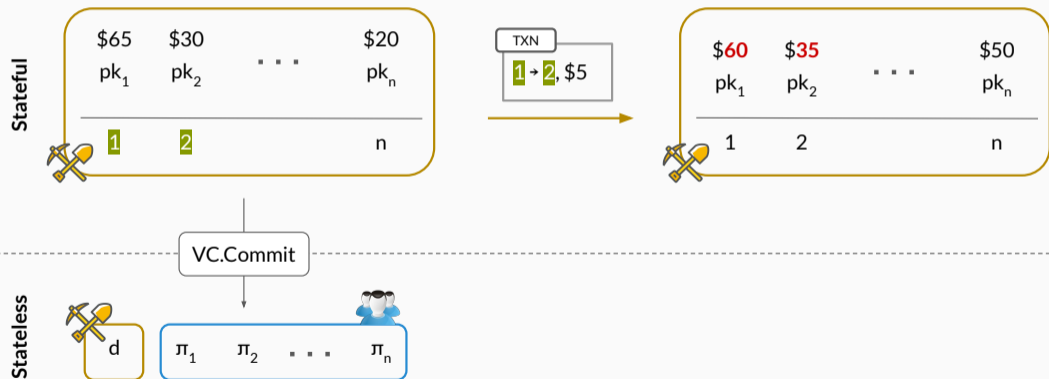 Stateful
$65 $30 ... $20
pk1 pk2 pkn
1 2 n
TXN
1 → 2, $5
$60 $35 ... $50
pk1 pk2 pkn
1 2 n
VC.Commit
Stateless
d π1 π2 ... πn